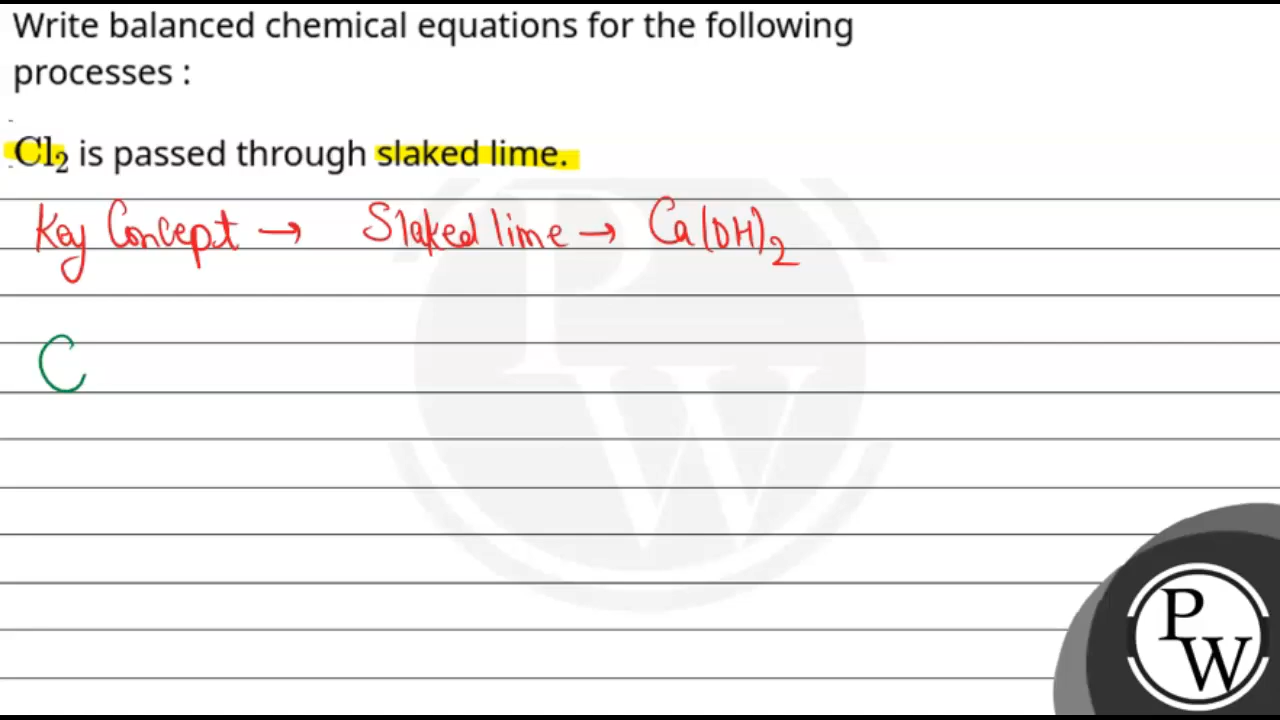 Write balanced chemical equations for the following
processes :
Cl₂ is passed through slaked lime.
Key Concept → Slaked lime → Ca(OH)₂
C
P
W
P
W